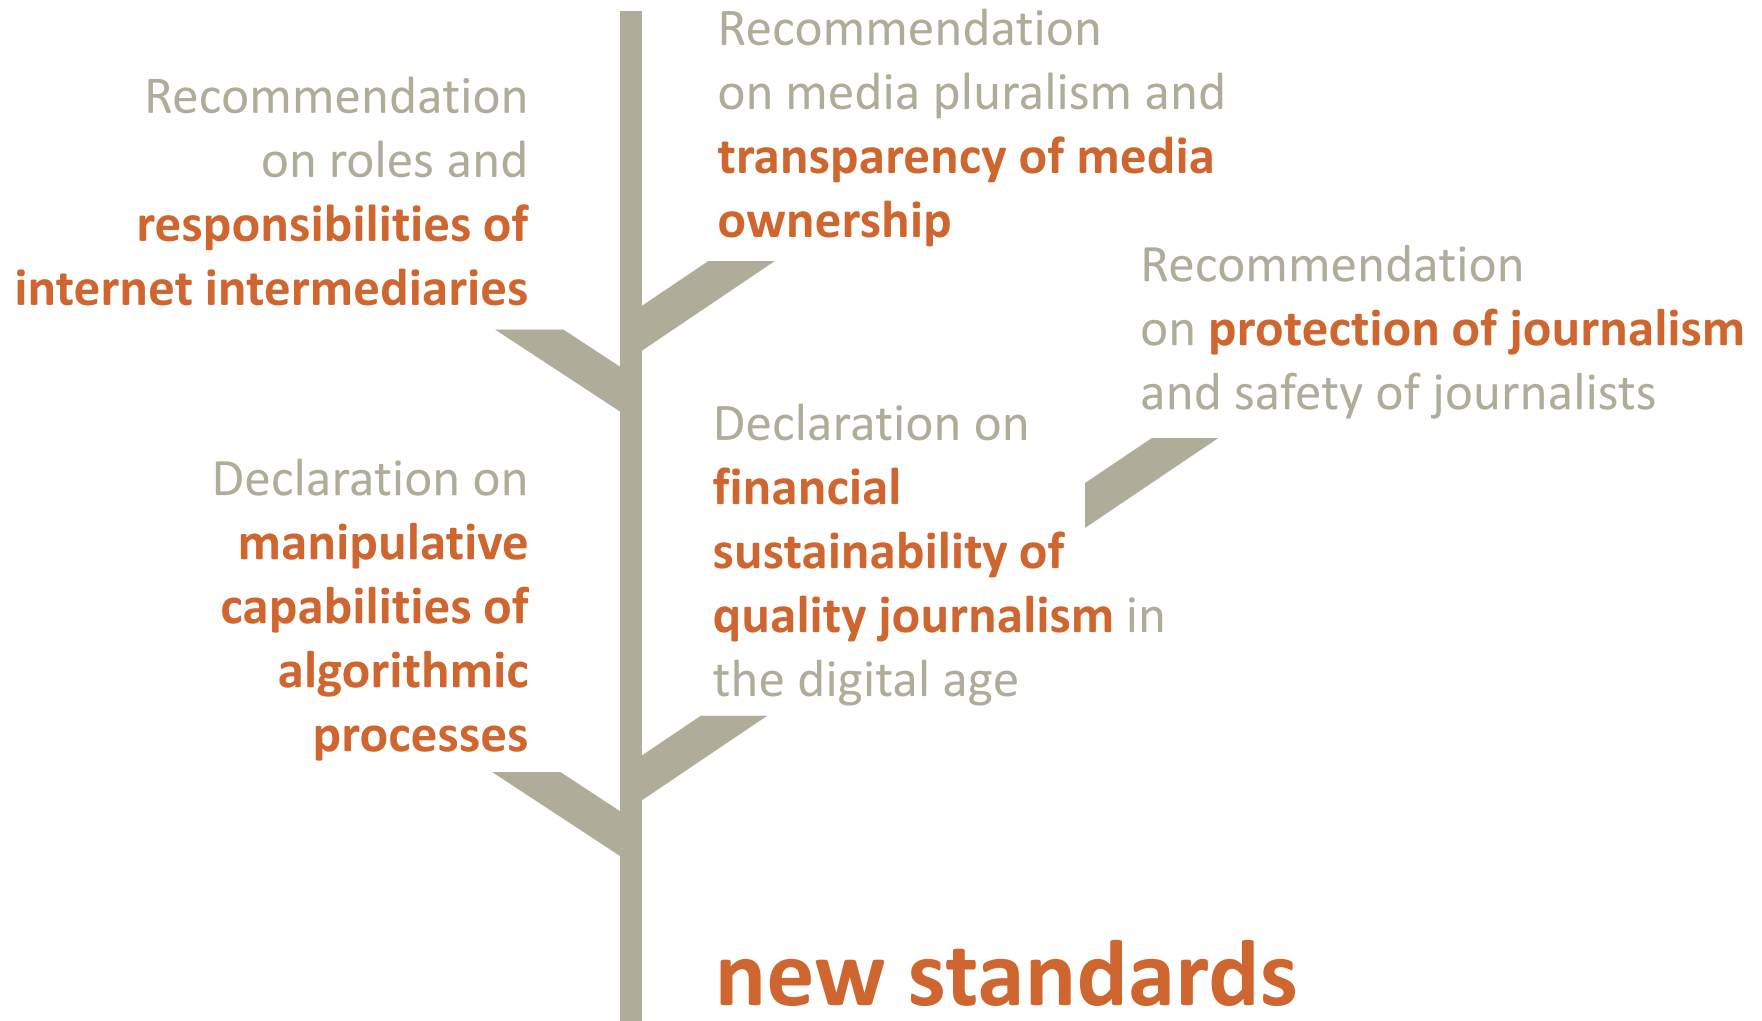 Recommendation
on roles and
responsibilities of
internet intermediaries
Recommendation
on media pluralism and
transparency of media
ownership
Recommendation
on protection of journalism
and safety of journalists
Declaration on
manipulative
capabilities of
algorithmic
processes
Declaration on
financial
sustainability of
quality journalism in
the digital age
new standards